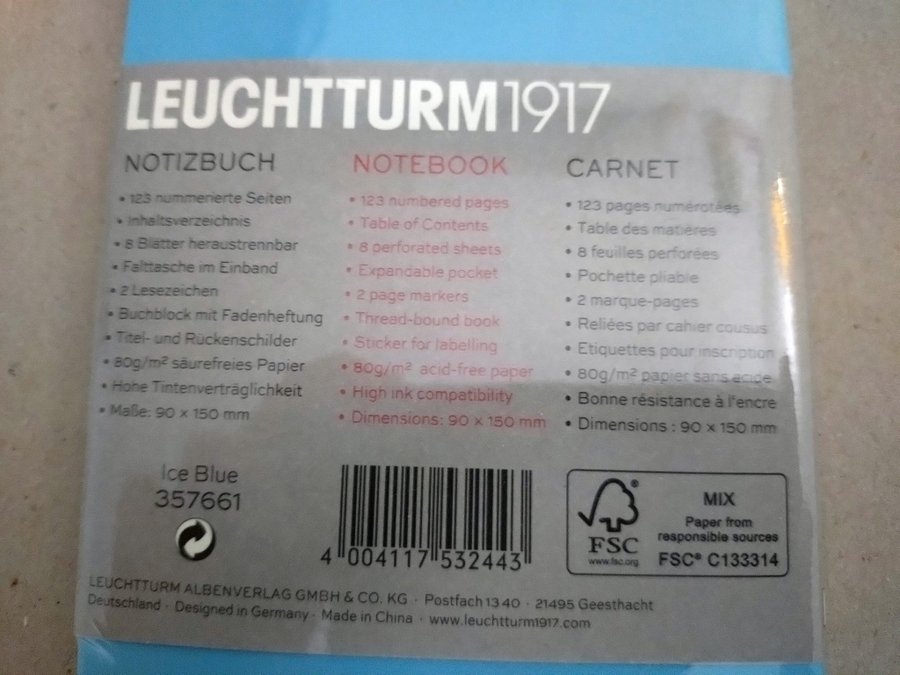 LEUCHTTURM1917
NOTIZBUCH
• 123 nummerierte Seiten
• Inhaltsverzeichnis
• 8 Blätter heraustrennbar
• Falttasche im Einband
• 2 Lesezeichen
• Buchblock mit Fadenheftung
• Titel- und Rückenschilder
• 80g/m² säurefreies Papier
• Hohe Tintenverträglichkeit
• Maße: 90 x 150 mm
NOTEBOOK
• 123 numbered pages
• Table of Contents
• 8 perforated sheets
• Expandable pocket
• 2 page markers
• Thread-bound book
• Sticker for labelling
• 80g/m² acid-free paper
• High ink compatibility
• Dimensions: 90 x 150 mm
CARNET
• 123 pages numérotées
• Table des matières
• 8 feuilles perforées
• Pochette pliable
• 2 marque-pages
• Reliées par cahier cousus
• Etiquettes pour inscription
• 80g/m² papier sans acide
• Bonne résistance à l'encre
• Dimensions : 90 x 150 mm
Ice Blue
357661
4 004117 532443
FSC
www.fsc.org
MIX
Paper from
responsible sources
FSC® C133314
LEUCHTTURM ALBENVERLAG GMBH & CO. KG · Postfach 13 40 · 21495 Geesthacht
Deutschland · Designed in Germany · Made in China · www.leuchtturm1917.com